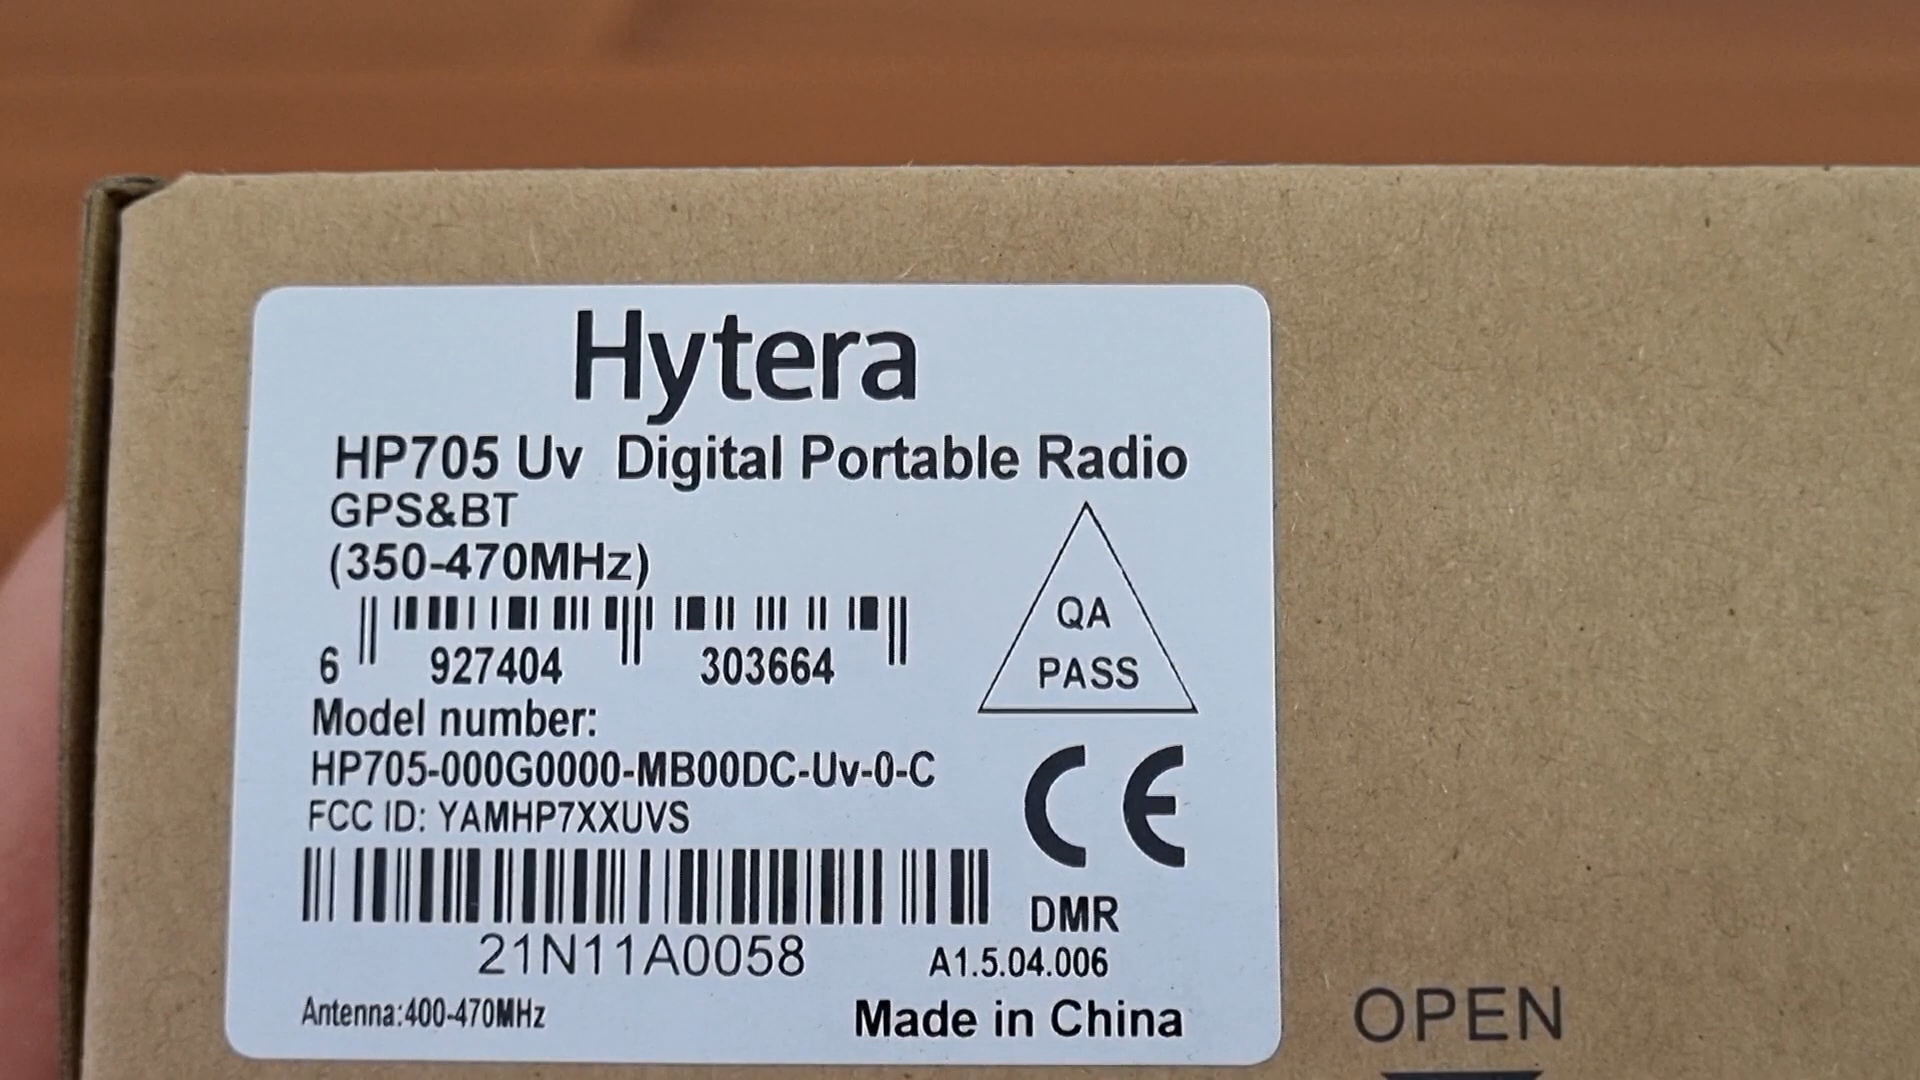 Hytera
HP705 Uv Digital Portable Radio
GPS&BT
(350-470MHz)
QA
PASS
6 927404 303664
Model number:
HP705-000G0000-MB00DC-Uv-0-C
FCC ID: YAMHP7XXUVS
CE
DMR
21N11A0058
A1.5.04.006
Antenna:400-470MHz
Made in China
OPEN